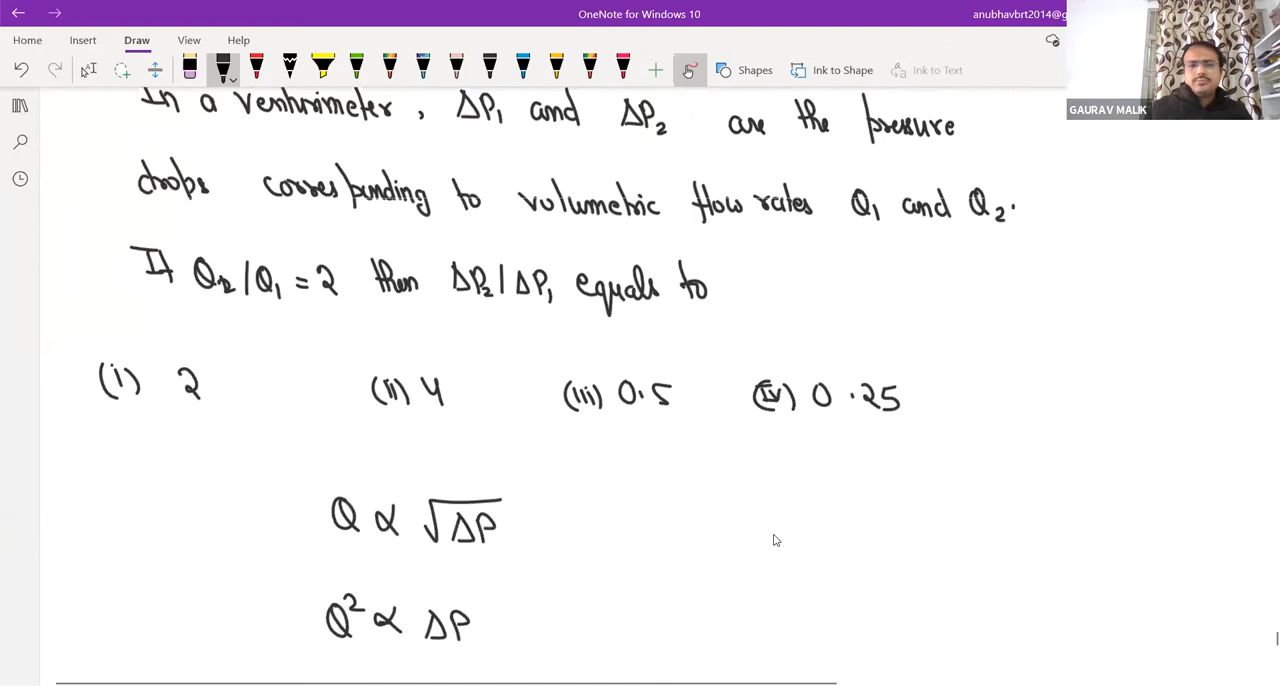 OneNote for Windows 10
anubhavbrt2014@g
Home Insert Draw View Help
Shapes Ink to Shape Ink to Text
GAURAV MALIK
In a venturimeter, ΔP₁ and ΔP₂ are the pressure
drops corresponding to volumetric flow rates Q₁ and Q₂.
If Q₂/Q₁ = 2 then ΔP₂/ΔP₁ equals to
(i) 2 (ii) 4 (iii) 0.5 (iv) 0.25
Q ∝ √ΔP
Q² ∝ ΔP